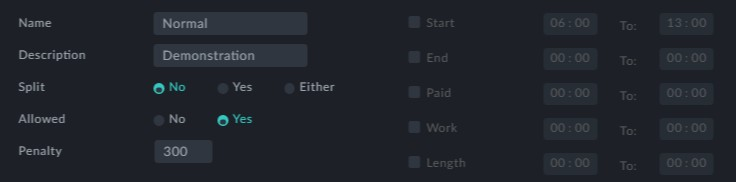 Name Normal
Description Demonstration
Split No Yes Either
Allowed No Yes
Penalty 300
Start 06:00 To: 13:00
End 00:00 To: 00:00
Paid 00:00 To: 00:00
Work 00:00 To: 00:00
Length 00:00 To: 00:00